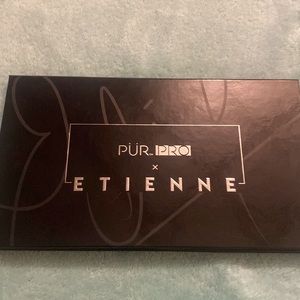 PÜR PRO
×
ETIENNE